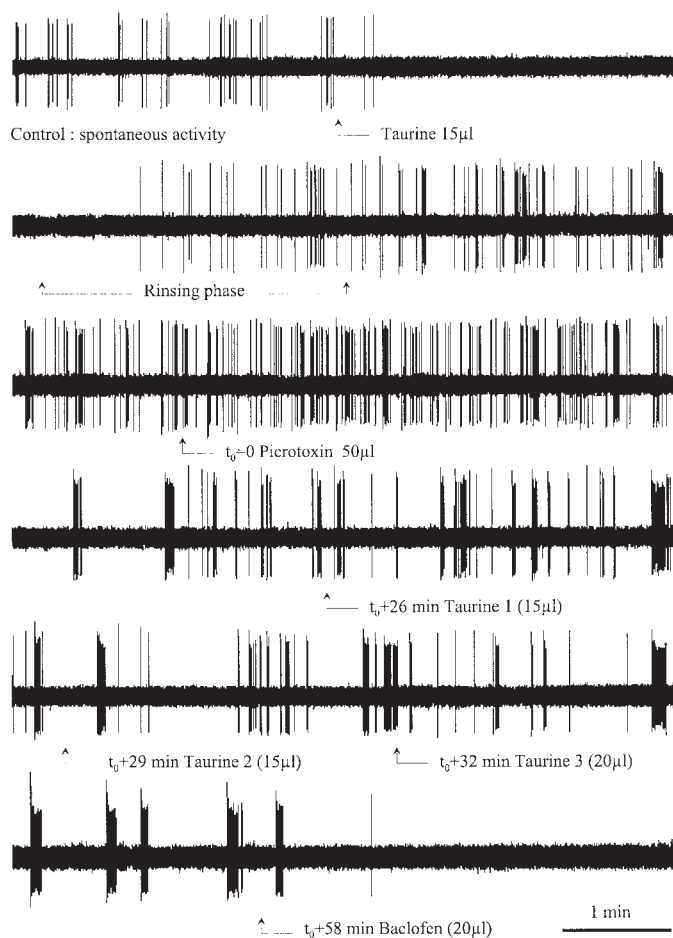 Control : spontaneous activity
Taurine 15µl
Rinsing phase
t₀=0 Picrotoxin 50µl
t₀+26 min Taurine 1 (15µl)
t₀+29 min Taurine 2 (15µl)
t₀+32 min Taurine 3 (20µl)
t₀+58 min Baclofen (20µl)
1 min